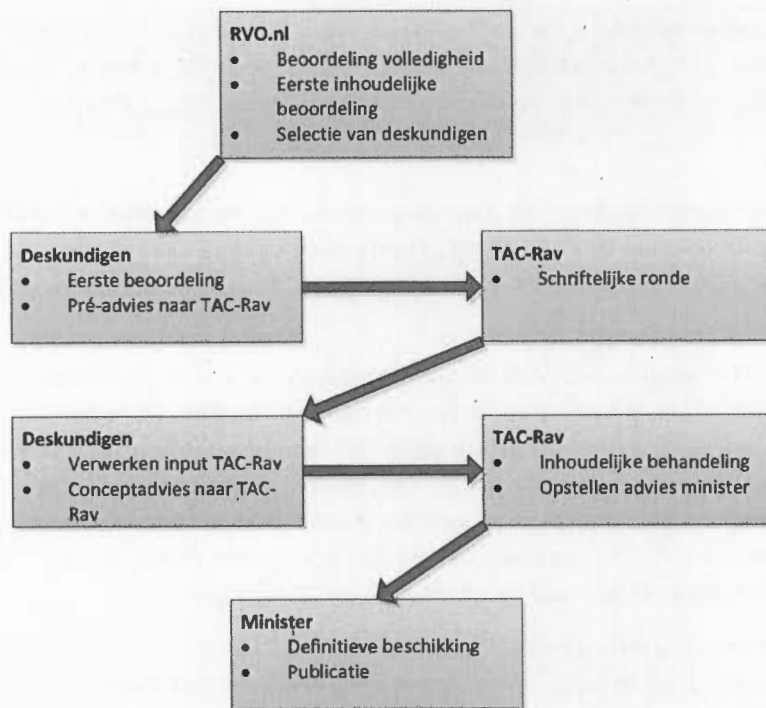 RVO.nl
• Beoordeling volledigheid
• Eerste inhoudelijke
beoordeling
• Selectie van deskundigen
Deskundigen
• Eerste beoordeling
• Pré-advies naar TAC-Rav
TAC-Rav
• Schriftelijke ronde
Deskundigen
• Verwerken input TAC-Rav
• Conceptadvies naar TAC-
Rav
TAC-Rav
• Inhoudelijke behandeling
• Opstellen advies minister
Minister
• Definitieve beschikking
• Publicatie